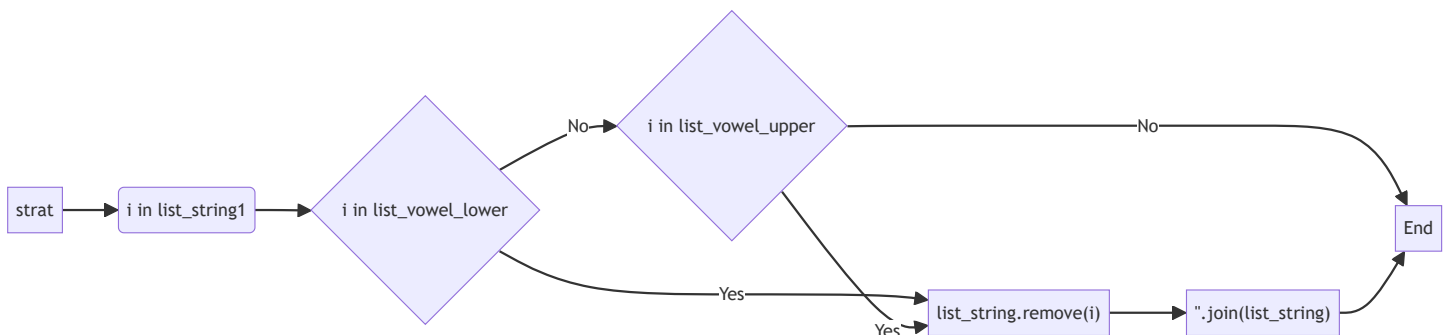 strat
i in list_string1
i in list_vowel_lower
No
i in list_vowel_upper
No
Yes
Yes
list_string.remove(i)
".join(list_string)
End